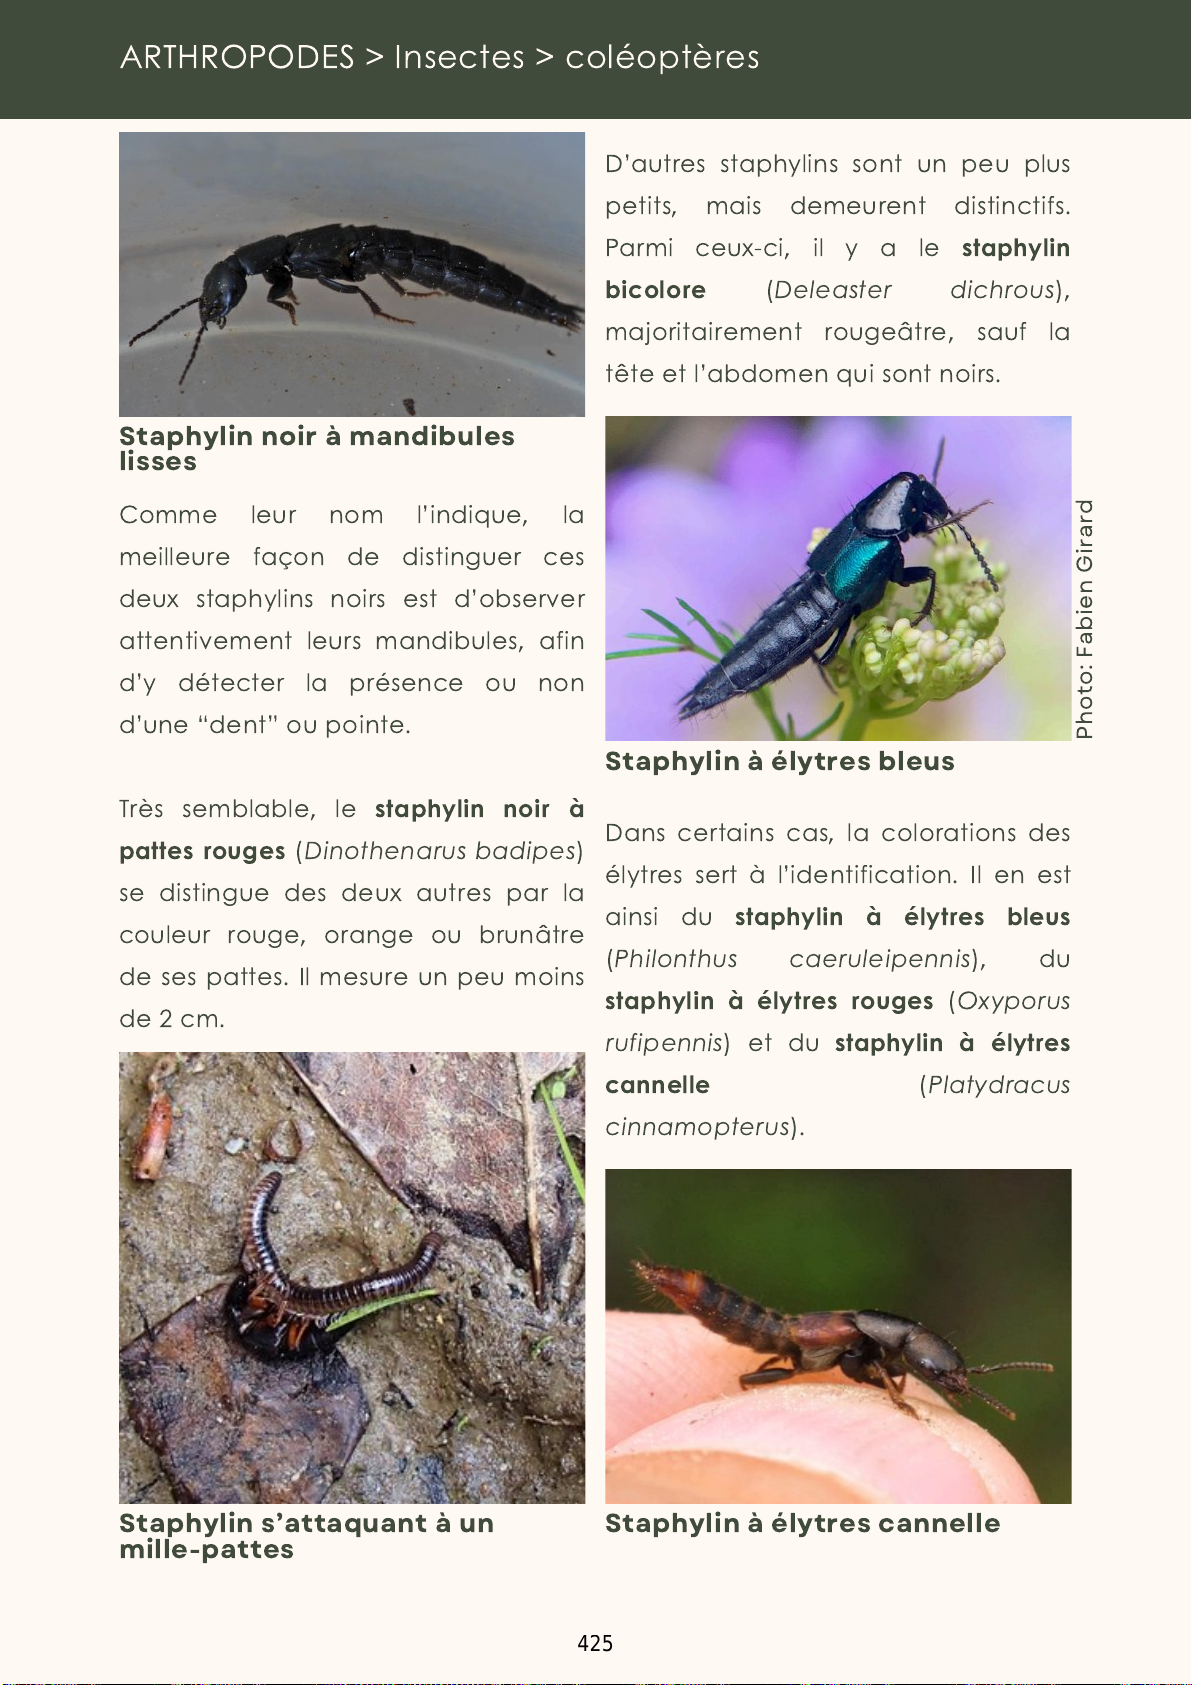 ARTHROPODES > Insectes > coléoptères
Staphylin noir à mandibules
lisses
Comme leur nom l’indique, la
meilleure façon de distinguer ces
deux staphylins noirs est d’observer
attentivement leurs mandibules, afin
d’y détecter la présence ou non
d’une “dent” ou pointe.
Très semblable, le staphylin noir à
pattes rouges (Dinothenarus badipes)
se distingue des deux autres par la
couleur rouge, orange ou brunâtre
de ses pattes. Il mesure un peu moins
de 2 cm.
Staphylin s’attaquant à un
mille-pattes
D’autres staphylins sont un peu plus
petits, mais demeurent distinctifs.
Parmi ceux-ci, il y a le staphylin
bicolore (Deleaster dichrous),
majoritairement rougeâtre, sauf la
tête et l’abdomen qui sont noirs.
Photo: Fabien Girard
Staphylin à élytres bleus
Dans certains cas, la colorations des
élytres sert à l’identification. Il en est
ainsi du staphylin à élytres bleus
(Philonthus caeruleipennis), du
staphylin à élytres rouges (Oxyporus
rufipennis) et du staphylin à élytres
cannelle (Platydracus
cinnamopterus).
Staphylin à élytres cannelle
425